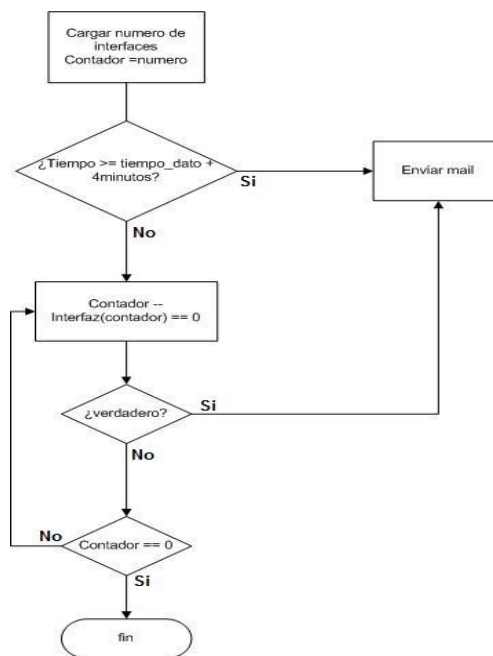 Cargar numero de
interfaces
Contador =numero
¿Tiempo >= tiempo_dato +
4minutos?
Si
Enviar mail
No
Contador --
Interfaz(contador) == 0
¿verdadero?
Si
No
No
Contador == 0
Si
fin